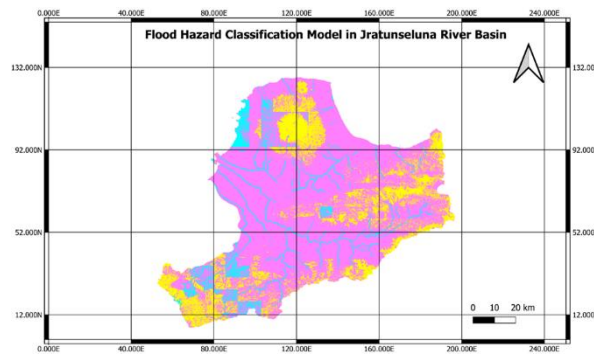 0.000E 40.000E 80.000E 120.000E 160.000E 200.000E 240.000E
Flood Hazard Classification Model in Jratunseluna River Basin
132.000N 132.000N
92.000N 92.000N
52.000N 52.000N
12.000N 12.000N
0 10 20 km
0.000E 40.000E 80.000E 120.000E 160.000E 200.000E 240.000E